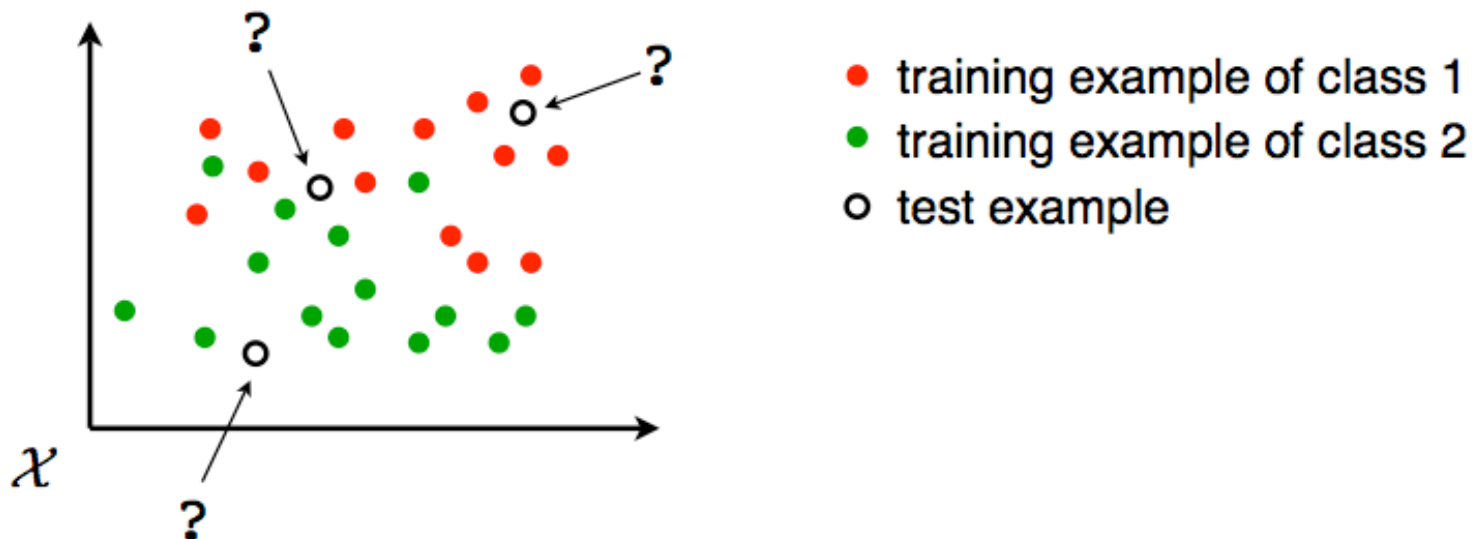 ?
?
training example of class 1
training example of class 2
test example
𝒳
?